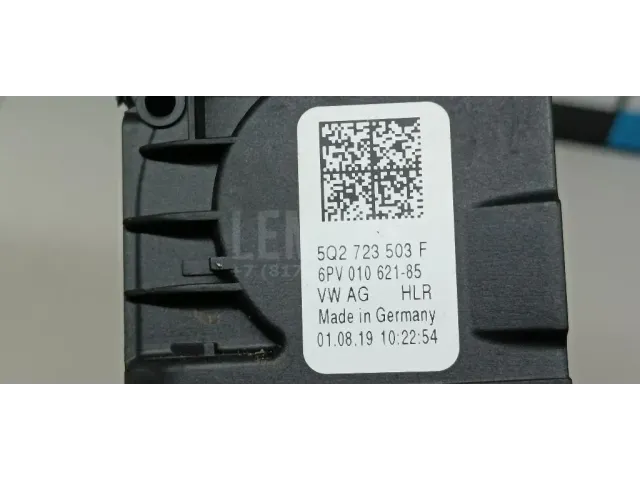 5Q2 723 503 F
6PV 010 621-85
VW AG HLR
Made in Germany
01.08.19 10:22:54